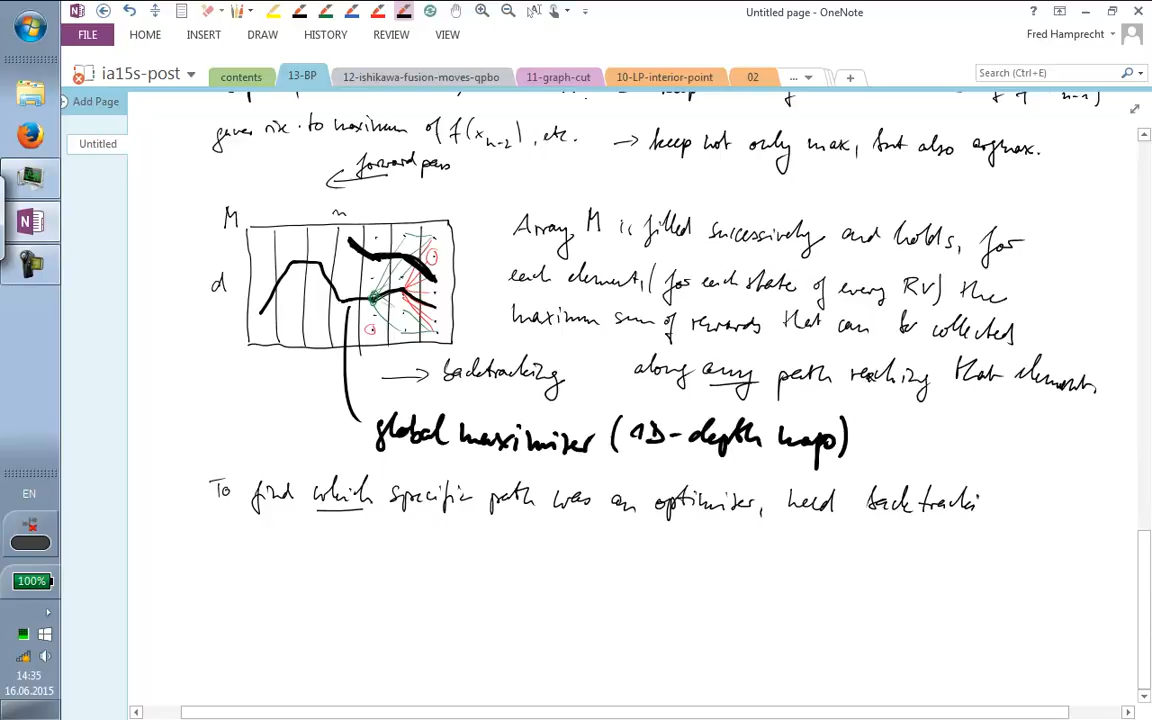 Untitled page - OneNote
FILE HOME INSERT DRAW HISTORY REVIEW VIEW
Fred Hamprecht
ia15s-post contents 13-BP 12-ishikawa-fusion-moves-qpbo 11-graph-cut 10-LP-interior-point 02 ...
Search (Ctrl+E)
Add Page
Untitled
gives rise to maximum of f(x_{n-2}), etc. → keep not only max, but also argmax.
forward pass
M n
d
Array M is filled successively and holds, for
each element, (for each state of every RV) the
maximum sum of rewards that can be collected
along any path reaching that element.
→ backtracking
global maximizer (1D-depth map)
To find which specific path was an optimizer, need backtracki
EN
100%
14:35
16.06.2015